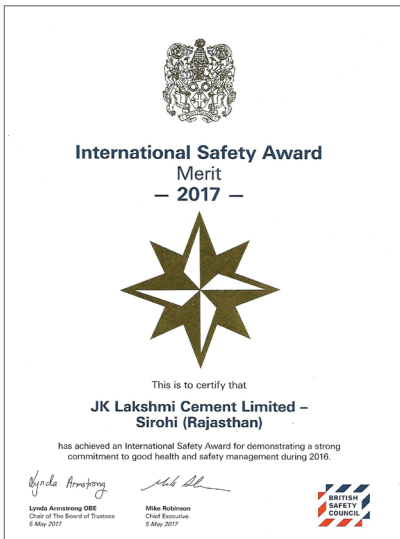 International Safety Award
Merit
— 2017 —
This is to certify that
JK Lakshmi Cement Limited –
Sirohi (Rajasthan)
has achieved an International Safety Award for demonstrating a strong
commitment to good health and safety management during 2016.
Lynda Armstrong
Lynda Armstrong OBE
Chair of The Board of Trustees
5 May 2017
Mike Robinson
Chief Executive
5 May 2017
BRITISH
SAFETY
COUNCIL